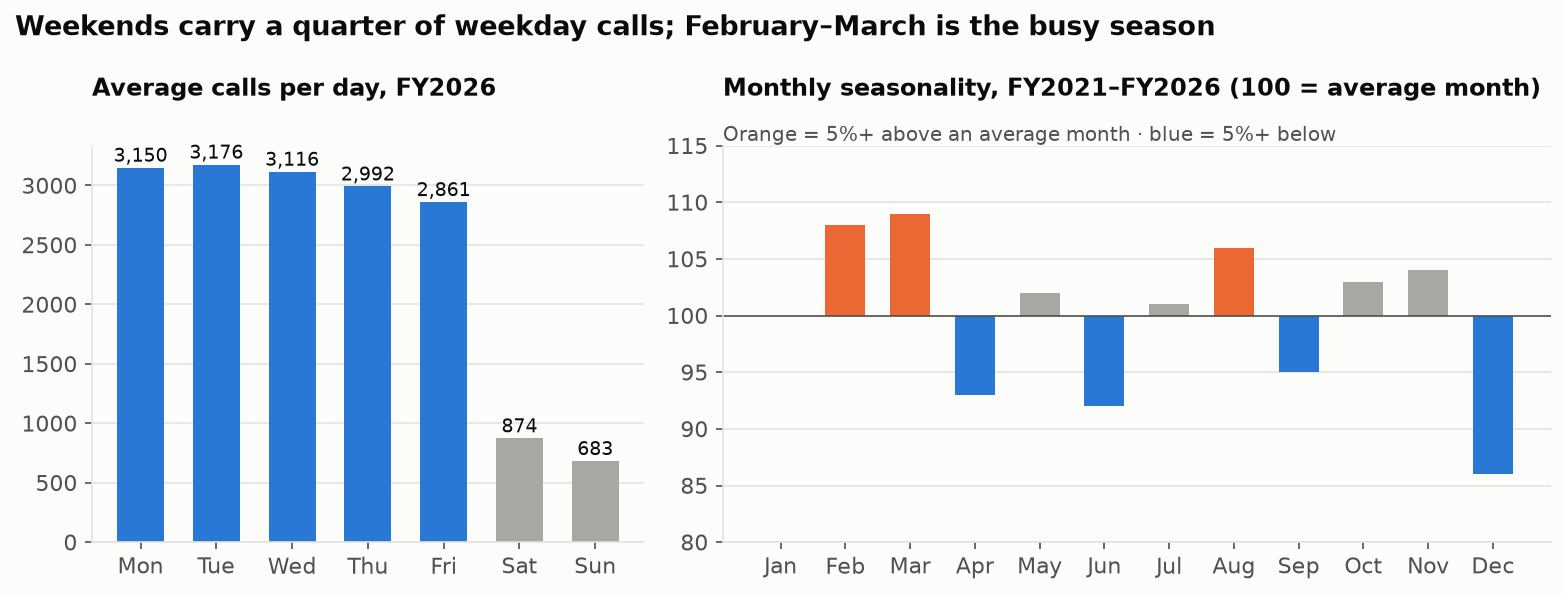 Weekends carry a quarter of weekday calls; February–March is the busy season
Average calls per day, FY2026
3,150 3,176 3,116 2,992 2,861 874 683
3000
2500
2000
1500
1000
500
0
Mon Tue Wed Thu Fri Sat Sun
Monthly seasonality, FY2021–FY2026 (100 = average month)
Orange = 5%+ above an average month · blue = 5%+ below
115
110
105
100
95
90
85
80
Jan Feb Mar Apr May Jun Jul Aug Sep Oct Nov Dec